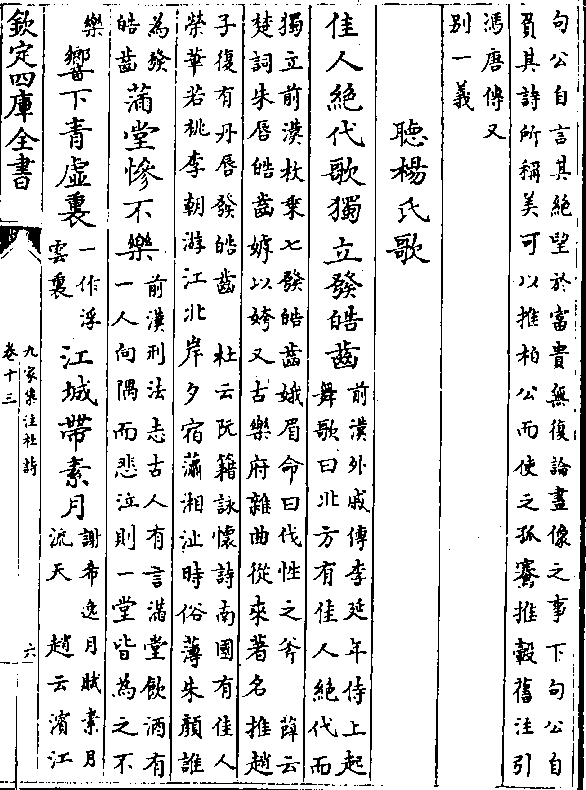 句公自言其絶望於富貴無復論畫像之事下句公自
負其詩所稱美可以推柏公而使之孤騫推轂舊注引
馮唐傳又
别一義
聽楊氏歌
佳人絶代歌獨立發皓齒
前漢外戚傳李延年侍上起
舞歌曰北方有佳人絶代而
獨立前漢枚乗七發皓齒娥眉命曰伐性之斧 薛云
楚詞朱唇皓齒嫭以姱又古樂府雜曲從來著名推趙
子復有丹唇發皓齒 杜云阮籍詠懷詩南國有佳人
榮華若桃李朝游江北岸夕宿瀟湘沚時俗薄朱顔誰
為發
皓齒
滿堂慘不樂
前漢刑法志古人有言滿堂飲酒有
一人向隅而悲泣則一堂皆為之不
樂
響下青虛裏
一作浮
雲裏
江城帶素月
謝希逸月賦素月
流天 趙云濱江
欽定四庫全書
九家集注杜詩
卷十三
六